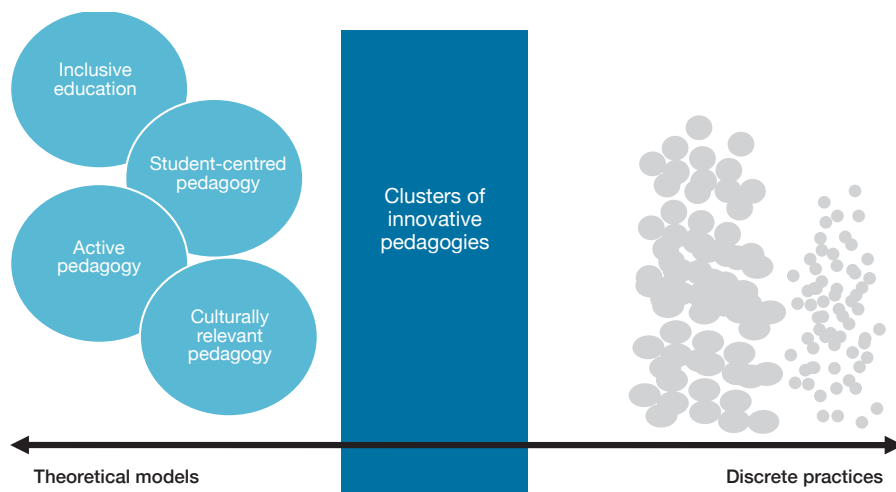 Inclusive
education
Student-centred
pedagogy
Active
pedagogy
Culturally
relevant
pedagogy
Clusters of
innovative
pedagogies
Theoretical models
Discrete practices